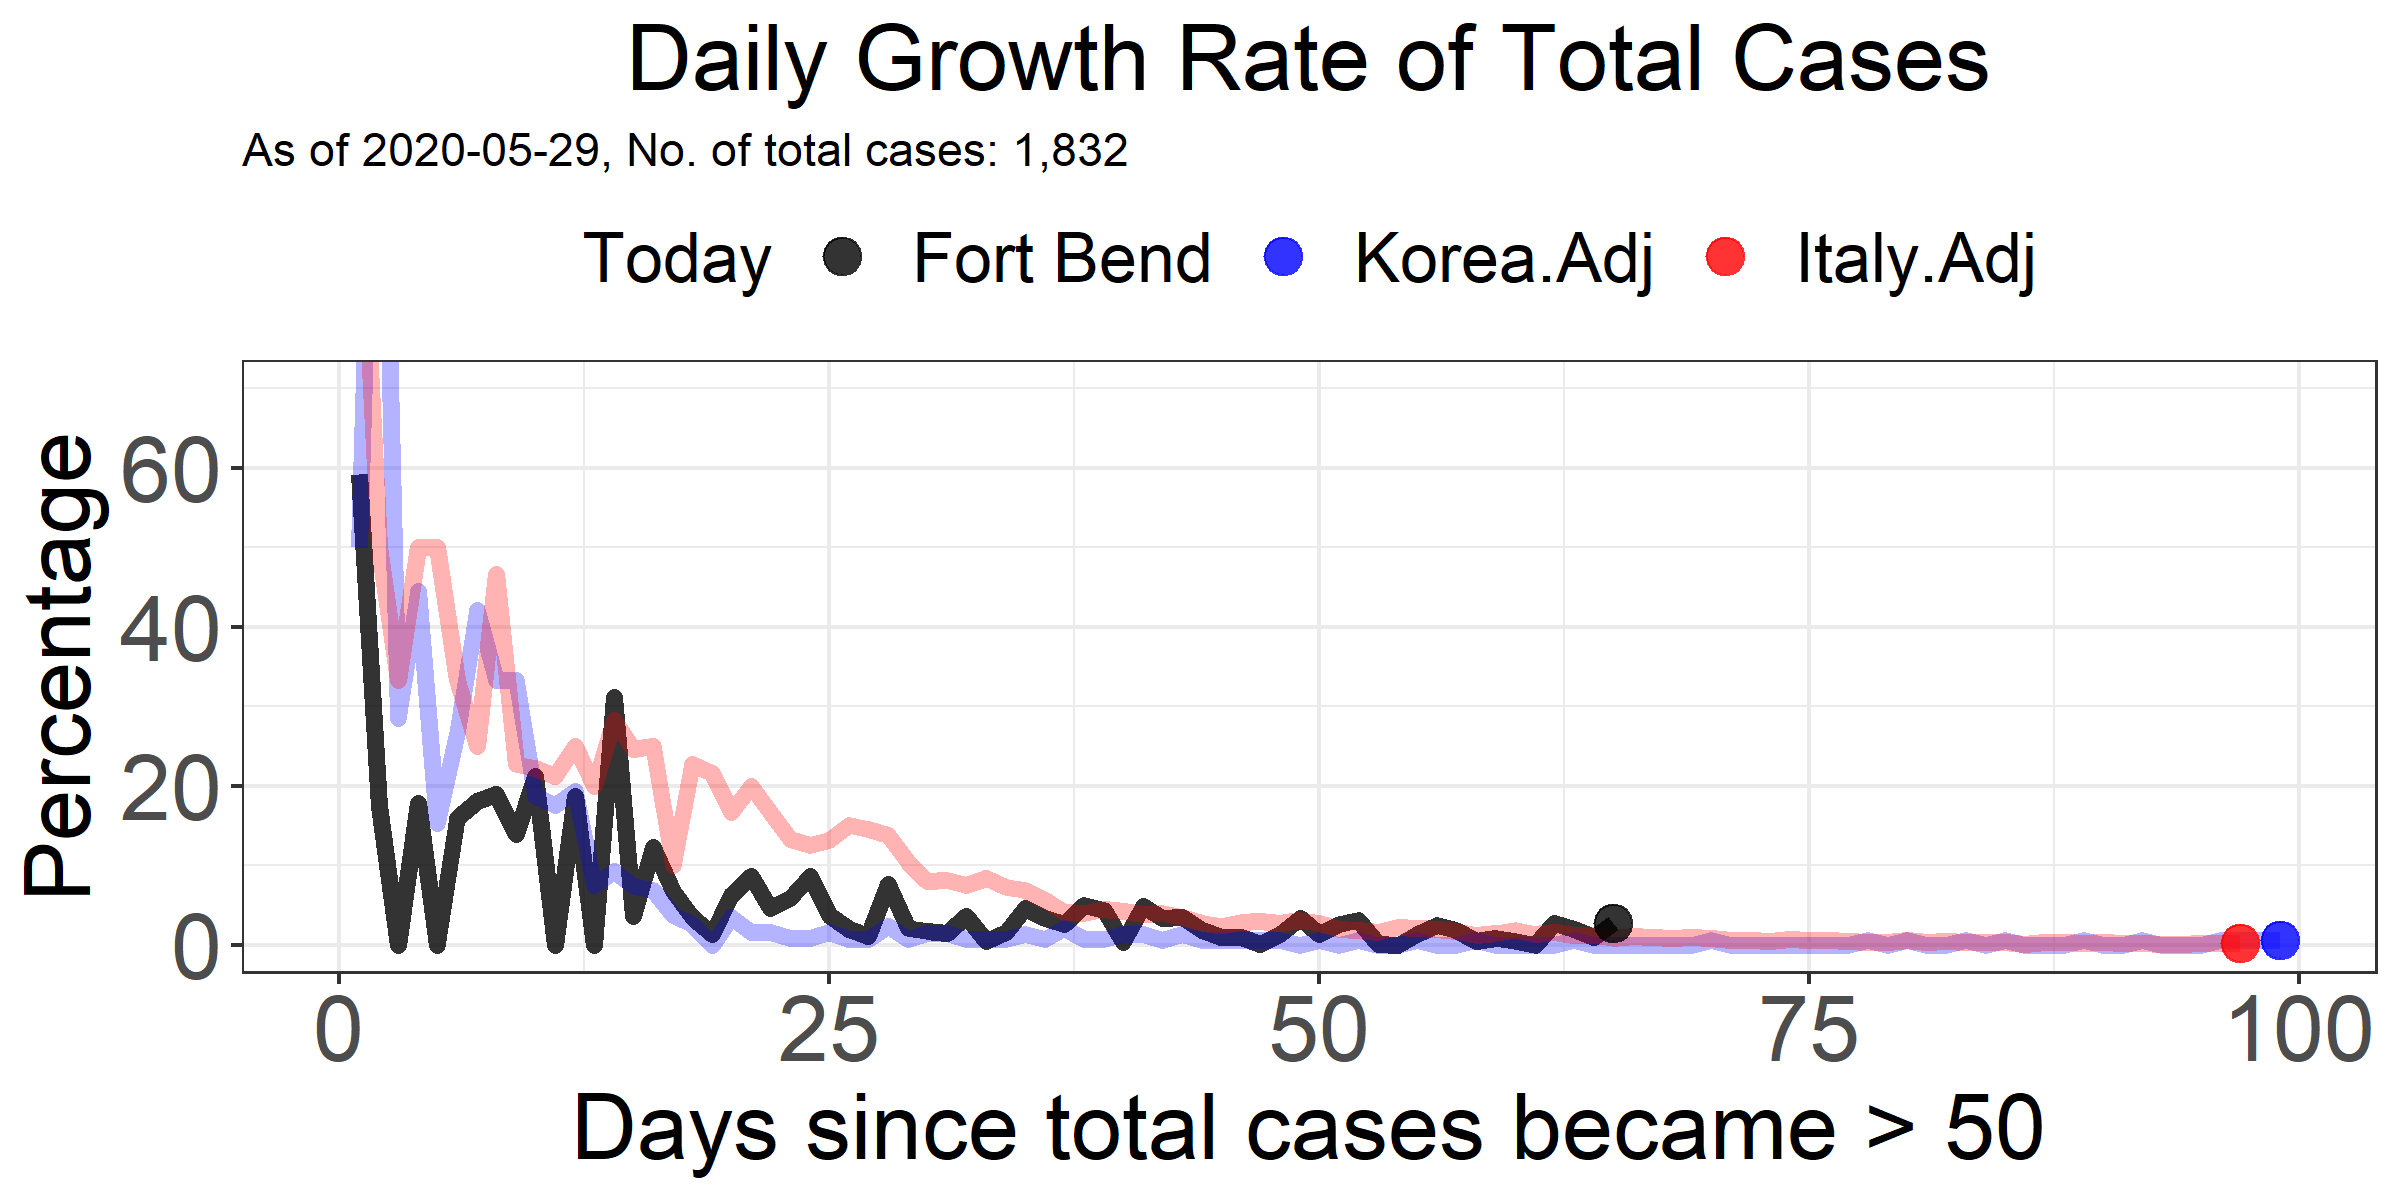 Daily Growth Rate of Total Cases
As of 2020-05-29, No. of total cases: 1,832
Today Fort Bend Korea.Adj Italy.Adj
Percentage
60
40
20
0
0 25 50 75 100
Days since total cases became > 50